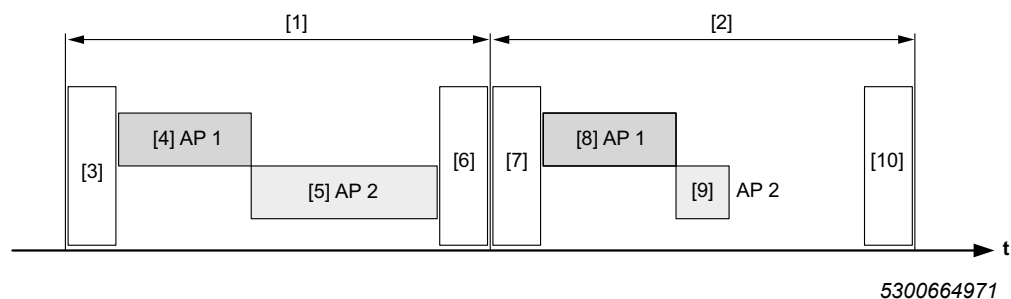 [1] [2]
[4] AP 1 [8] AP 1
[3] [6] [7] [10]
[5] AP 2 [9] AP 2
t
5300664971